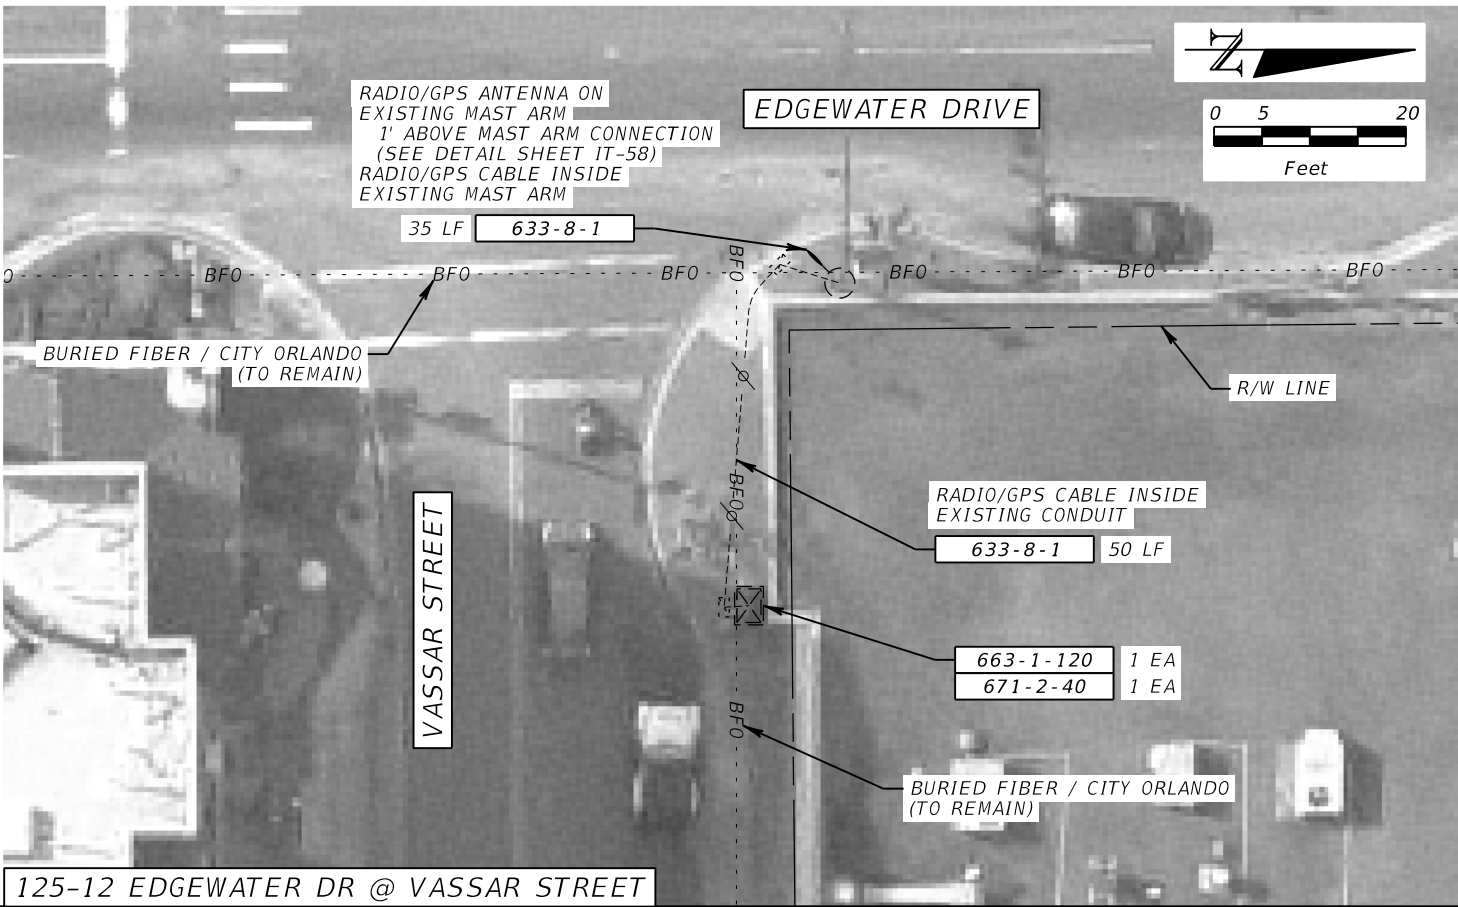 RADIO/GPS ANTENNA ON
EXISTING MAST ARM
1' ABOVE MAST ARM CONNECTION
(SEE DETAIL SHEET IT-58)
RADIO/GPS CABLE INSIDE
EXISTING MAST ARM
35 LF 633-8-1
EDGEWATER DRIVE
N
0 5 20
Feet
BFO BFO BFO BFO BFO BFO
BFO
BURIED FIBER / CITY ORLANDO
(TO REMAIN)
R/W LINE
VASSAR STREET
BFO
RADIO/GPS CABLE INSIDE
EXISTING CONDUIT
633-8-1 50 LF
663-1-120 1 EA
671-2-40 1 EA
BFO
BURIED FIBER / CITY ORLANDO
(TO REMAIN)
125-12 EDGEWATER DR @ VASSAR STREET